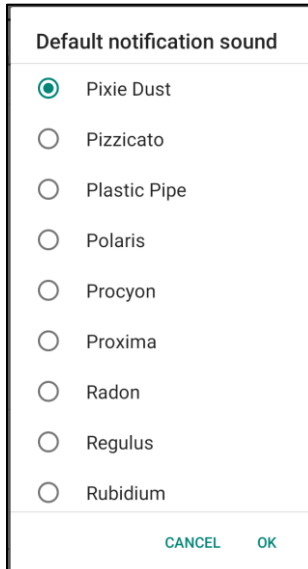 Default notification sound
Pixie Dust
Pizzicato
Plastic Pipe
Polaris
Procyon
Proxima
Radon
Regulus
Rubidium
CANCEL OK